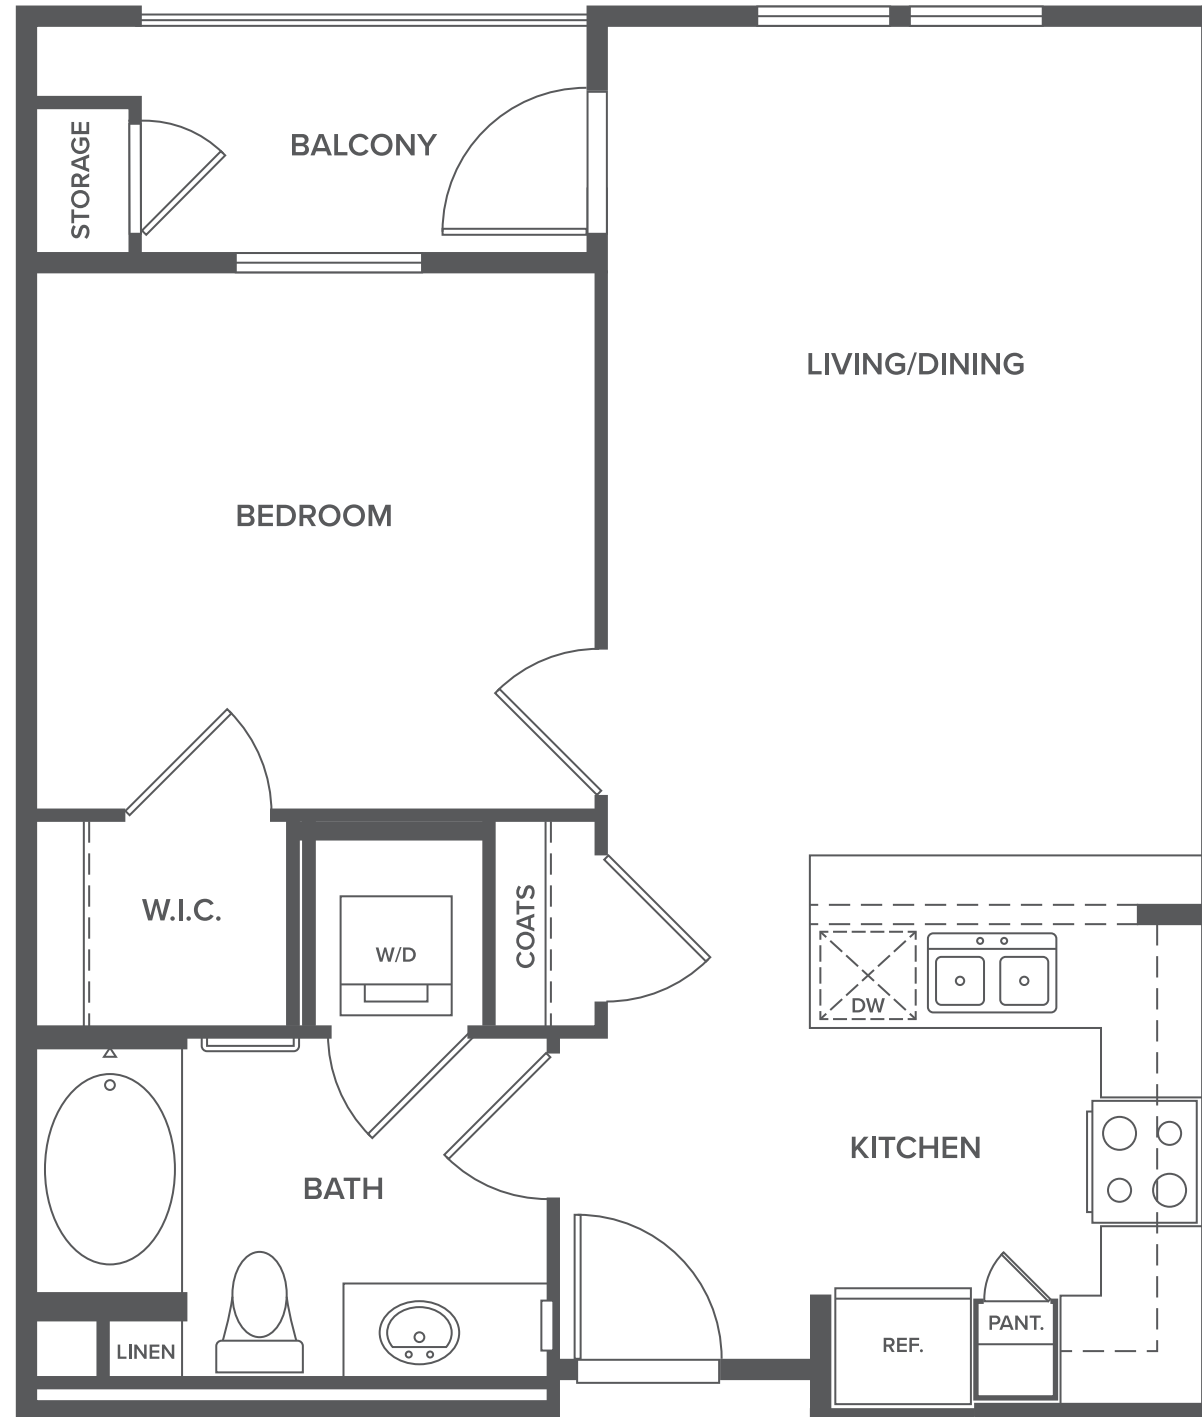 BALCONY
STORAGE
LIVING/DINING
BEDROOM
W.I.C.
W/D
COATS
DW
KITCHEN
BATH
PANT.
REF.
LINEN